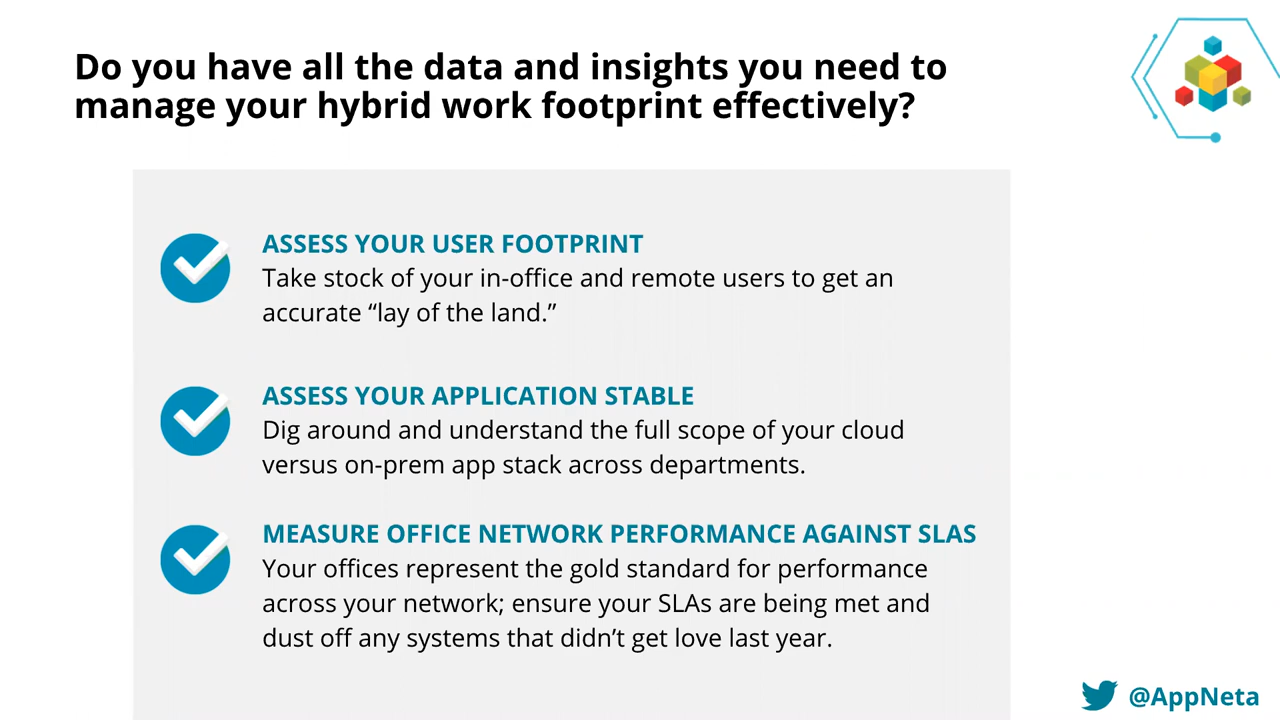 Do you have all the data and insights you need to
manage your hybrid work footprint effectively?
ASSESS YOUR USER FOOTPRINT
Take stock of your in-office and remote users to get an
accurate “lay of the land.”
ASSESS YOUR APPLICATION STABLE
Dig around and understand the full scope of your cloud
versus on-prem app stack across departments.
MEASURE OFFICE NETWORK PERFORMANCE AGAINST SLAS
Your offices represent the gold standard for performance
across your network; ensure your SLAs are being met and
dust off any systems that didn’t get love last year.
@AppNeta